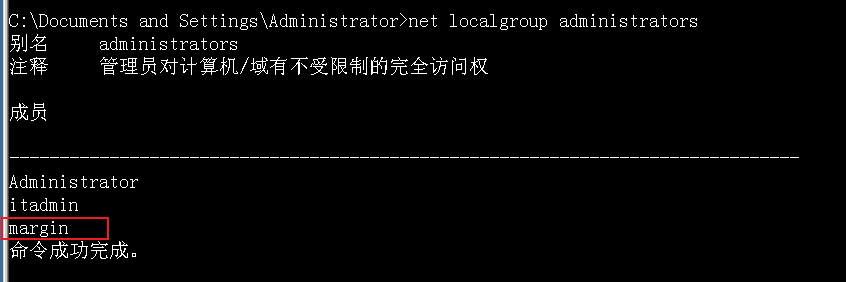 C:\Documents and Settings\Administrator>net localgroup administrators
别名     administrators
注释     管理员对计算机/域有不受限制的完全访问权
成员
-------------------------------------------------------------------------------
Administrator
itadmin
margin
命令成功完成。